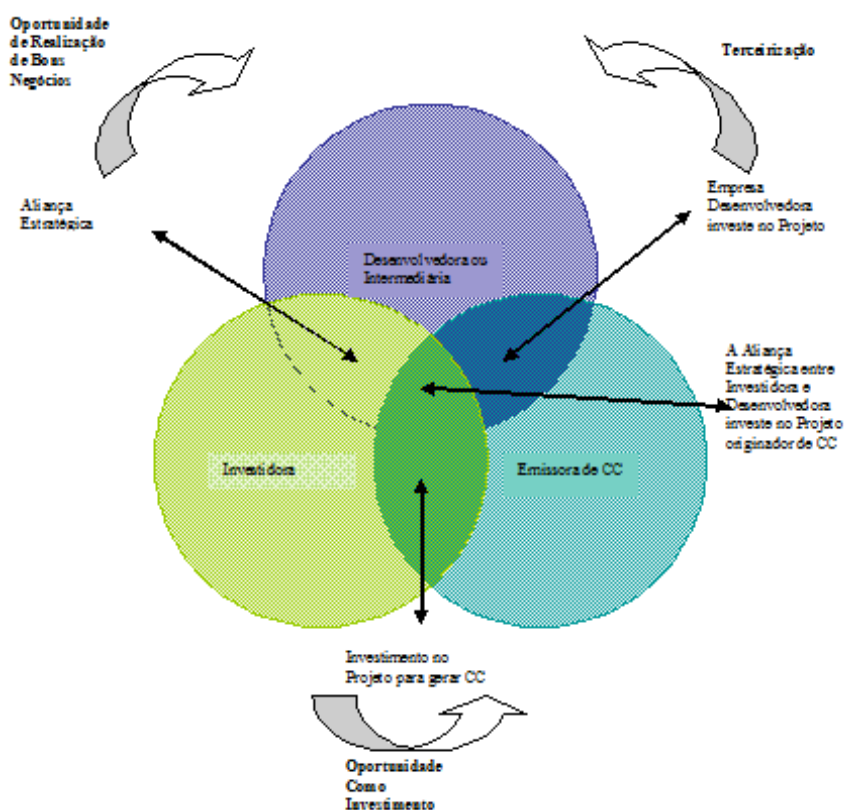 Oportunidade
de Realização
de Bons
Negócios
Terceirização
Aliança
Estratégica
Empresa
Desenvolvedora
investe no Projeto
Desenvolvedora ou
Intermediária
A Aliança
Estratégica entre
Investidora e
Desenvolvedora
investe no Projeto
originador de CC
Investidora
Emissora de CC
Investimento no
Projeto para gerar CC
Oportunidade
Como
Investimento